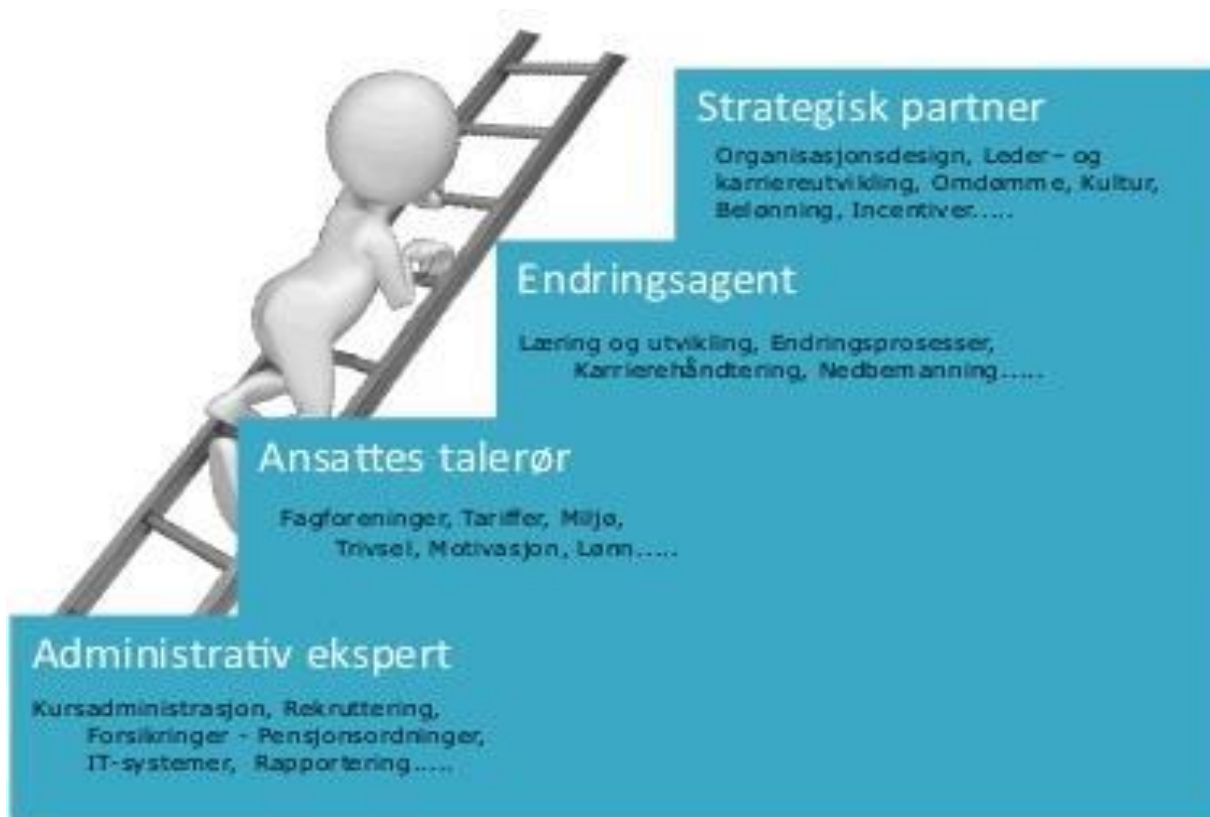 Strategisk partner
Organisasjonsdesign, Leder- og
karriereutvikling, Omdømme, Kultur,
Belønning, Incentiver.....
Endringsagent
Læring og utvikling, Endringsprosesser,
Karrierehåndtering, Nedbemanning.....
Ansattes talerør
Fagforeninger, Tariffer, Miljø,
Trivsel, Motivasjon, Lønn.....
Administrativ ekspert
Kursadministrasjon, Rekruttering,
Forsikringer - Pensjonsordninger,
IT-systemer, Rapportering.....